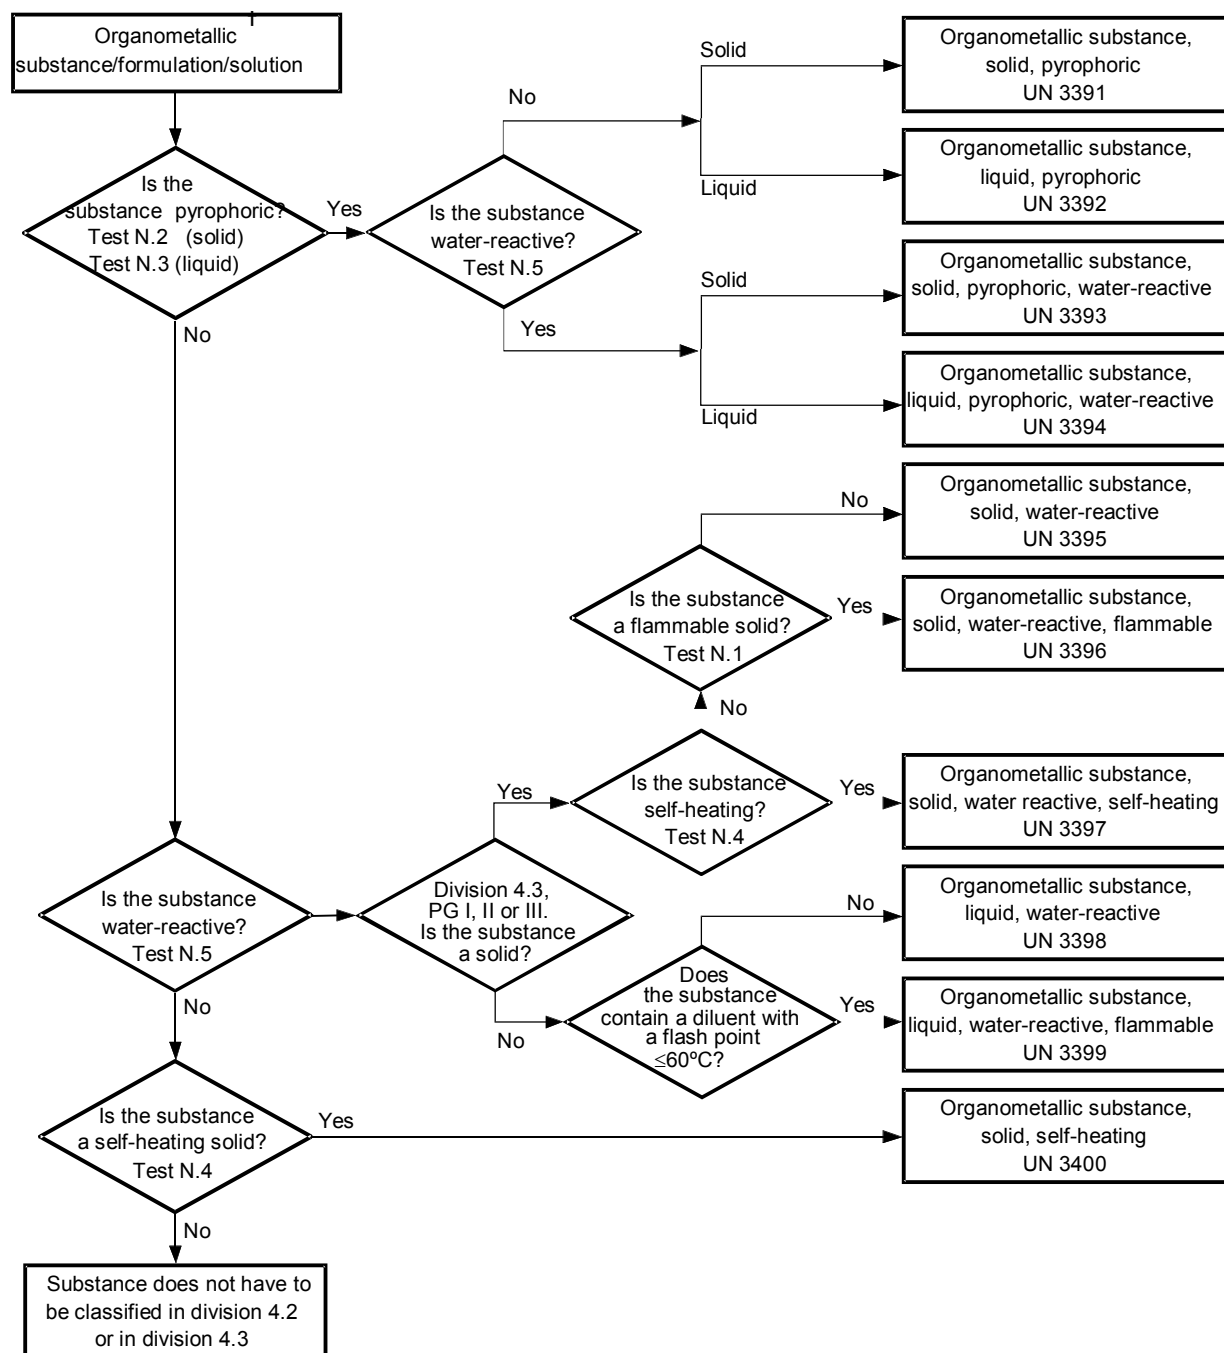 Organometallic
substance/formulation/solution
Is the
substance pyrophoric?
Test N.2 (solid)
Test N.3 (liquid)
Yes
No
Is the substance
water-reactive?
Test N.5
No
Yes
Solid
Liquid
Solid
Liquid
Organometallic substance,
solid, pyrophoric
UN 3391
Organometallic substance,
liquid, pyrophoric
UN 3392
Organometallic substance,
solid, pyrophoric, water-reactive
UN 3393
Organometallic substance,
liquid, pyrophoric, water-reactive
UN 3394
No
Organometallic substance,
solid, water-reactive
UN 3395
Is the substance
a flammable solid?
Test N.1
Yes
Organometallic substance,
solid, water-reactive, flammable
UN 3396
No
Is the substance
self-heating?
Test N.4
Yes
Organometallic substance,
solid, water reactive, self-heating
UN 3397
Yes
Is the substance
water-reactive?
Test N.5
Division 4.3,
PG I, II or III.
Is the substance
a solid?
No
No
Organometallic substance,
liquid, water-reactive
UN 3398
Does
the substance
contain a diluent with
a flash point
≤60ºC?
Yes
Organometallic substance,
liquid, water-reactive, flammable
UN 3399
No
Is the substance
a self-heating solid?
Test N.4
Yes
Organometallic substance,
solid, self-heating
UN 3400
No
Substance does not have to
be classified in division 4.2
or in division 4.3